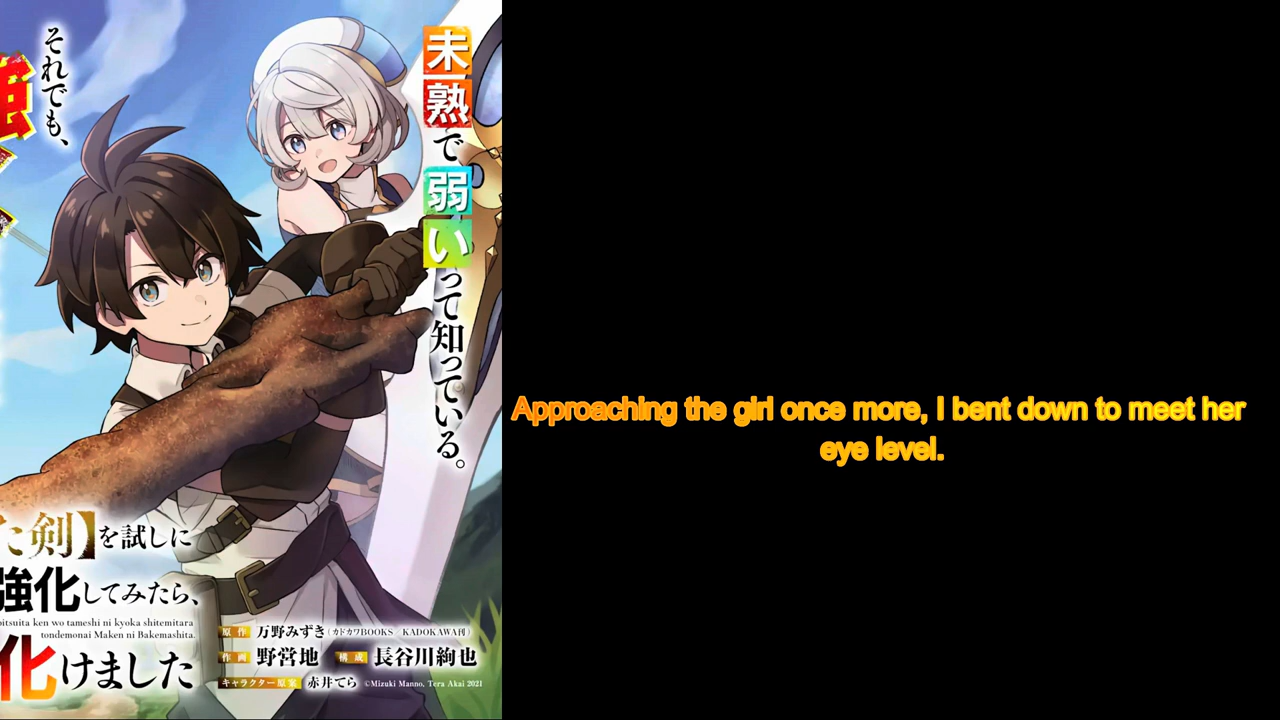 未熟で弱いって知っている。
それでも、
強
た剣】を試しに
強化してみたら、
bitsuita ken wo tameshi ni kyoka shitemitara
tondemonai Maken ni Bakemashita.
化けました
原作 万野みずき(カドカワBOOKS KADOKAWA刊)
作画 野営地 構成 長谷川絢也
キャラクター原案 赤井てら ©Mizuki Manno, Tera Akai 2021
Approaching the girl once more, I bent down to meet her
eye level.